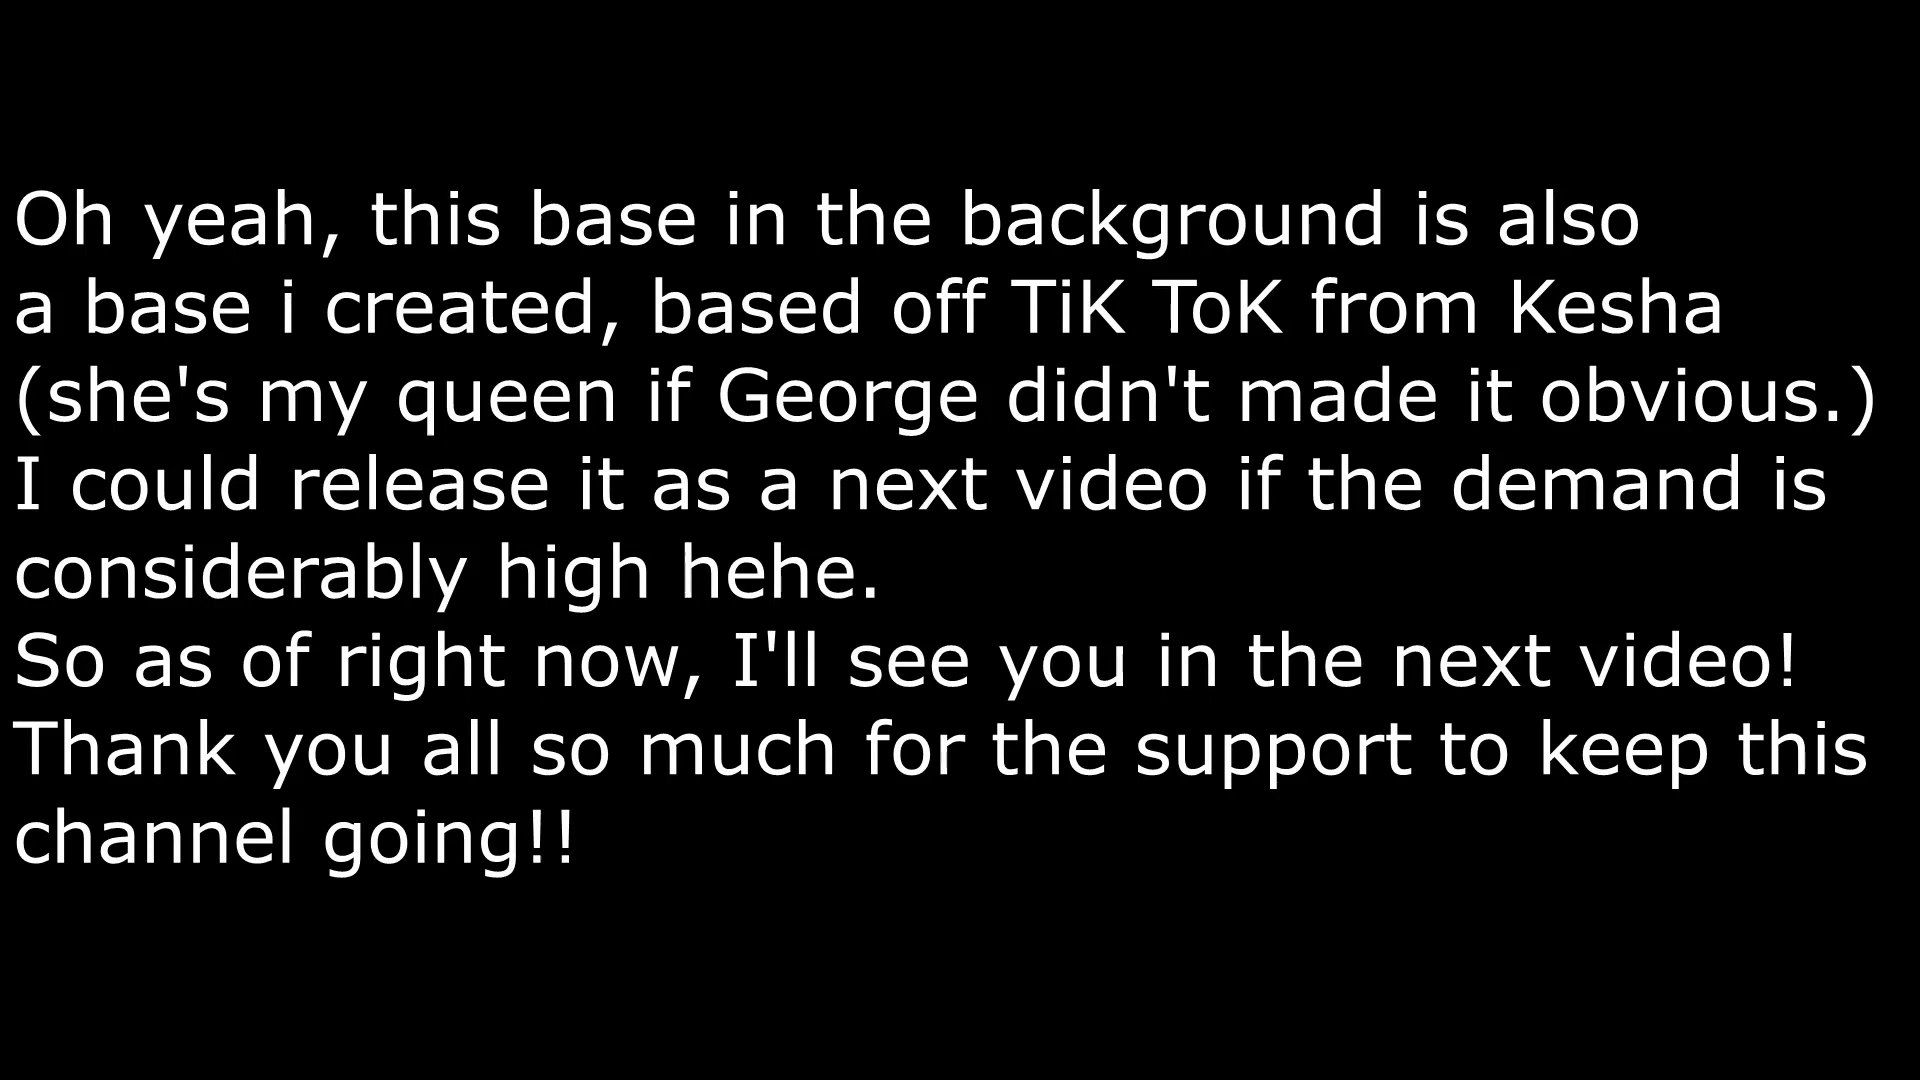 Oh yeah, this base in the background is also
a base i created, based off TiK ToK from Kesha
(she's my queen if George didn't made it obvious.)
I could release it as a next video if the demand is
considerably high hehe.
So as of right now, I'll see you in the next video!
Thank you all so much for the support to keep this
channel going!!